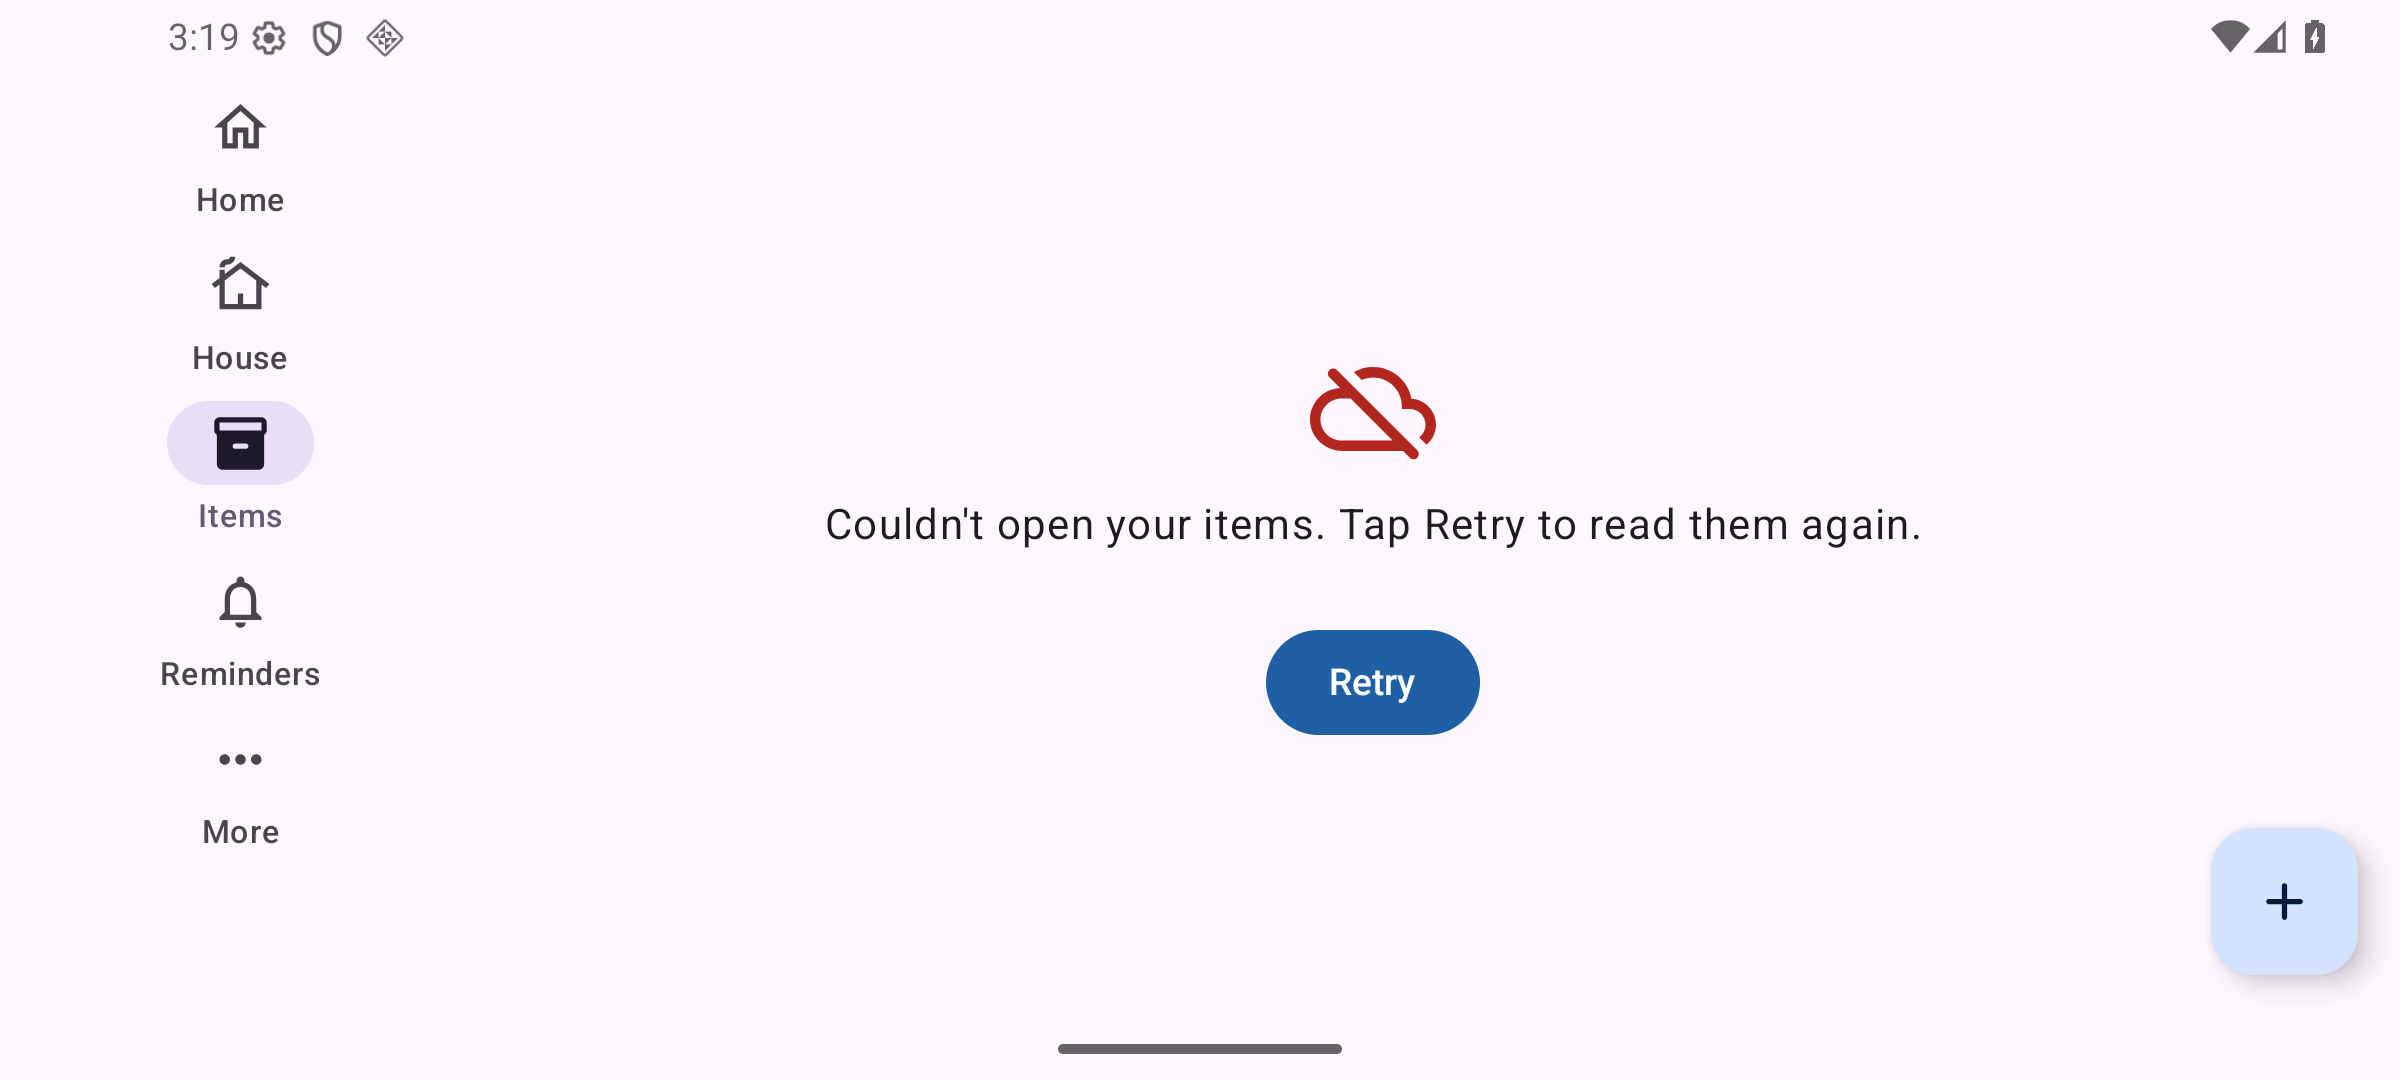 3:19
Home
House
Items
Reminders
More
Couldn't open your items. Tap Retry to read them again.
Retry